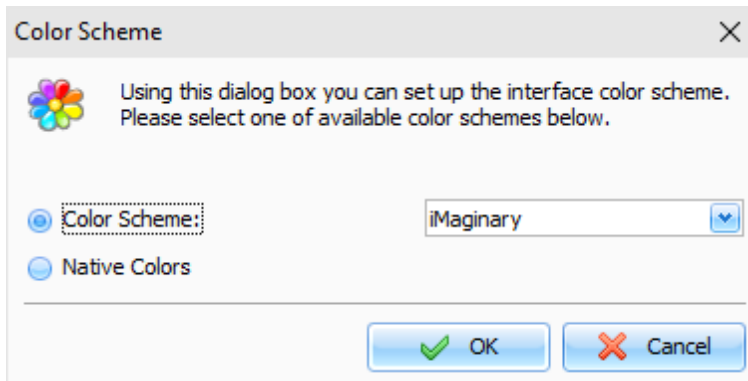 Color Scheme
Using this dialog box you can set up the interface color scheme.
Please select one of available color schemes below.
Color Scheme: iMaginary
Native Colors
OK Cancel